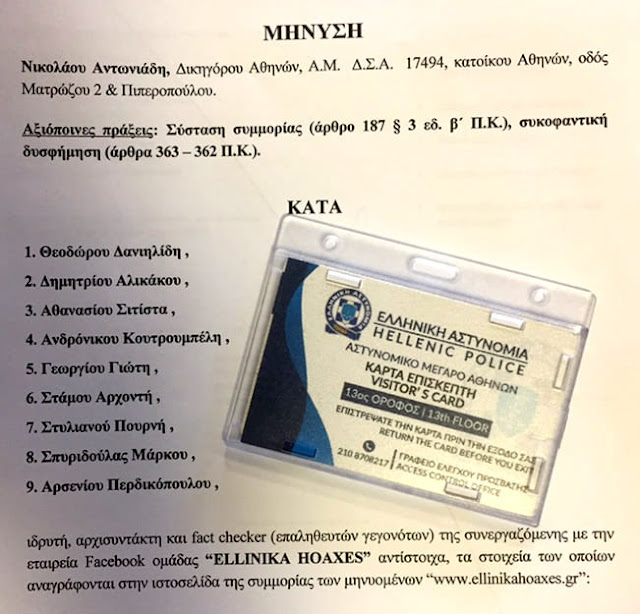 ΜΗΝΥΣΗ
Νικολάου Αντωνιάδη, Δικηγόρου Αθηνών, Α.Μ. Δ.Σ.Α. 17494, κατοίκου Αθηνών, οδός
Ματρώζου 2 & Πιπεροπούλου.
Αξιόποινες πράξεις: Σύσταση συμμορίας (άρθρο 187 § 3 εδ. β΄ Π.Κ.), συκοφαντική
δυσφήμηση (άρθρα 363 – 362 Π.Κ.).
ΚΑΤΑ
1. Θεοδώρου Δανιηλίδη ,
2. Δημητρίου Αλικάκου ,
3. Αθανασίου Σιτίστα ,
4. Ανδρόνικου Κουτρουμπέλη ,
5. Γεωργίου Γιώτη ,
6. Στάμου Αρχοντή ,
7. Στυλιανού Πουρνή ,
8. Σπυριδούλας Μάρκου ,
9. Αρσενίου Περδικόπουλου ,
ΕΛΛΗΝΙΚΗ ΑΣΤΥΝΟΜΙΑ
ΕΛΛΗΝΙΚΗ ΑΣΤΥΝΟΜΙΑ
HELLENIC POLICE
ΑΣΤΥΝΟΜΙΚΟ ΜΕΓΑΡΟ ΑΘΗΝΩΝ
ΚΑΡΤΑ ΕΠΙΣΚΕΠΤΗ
VISITOR'S CARD
13ος ΟΡΟΦΟΣ | 13th FLOOR
ΕΠΙΣΤΡΕΨΑΤΕ ΤΗΝ ΚΑΡΤΑ ΠΡΙΝ ΤΗΝ ΕΞΟΔΟ ΣΑΣ
RETURN THE CARD BEFORE YOU EXIT
210 8708217
ΓΡΑΦΕΙΟ ΕΛΕΓΧΟΥ ΠΡΟΣΒΑΣΗΣ
ACCESS CONTROL OFFICE
ιδρυτή, αρχισυντάκτη και fact checker (επαληθευτών γεγονότων) της συνεργαζόμενης με την
εταιρεία Facebook ομάδας “ELLINIKA HOAXES” αντίστοιχα, τα στοιχεία των οποίων
αναγράφονται στην ιστοσελίδα της συμμορίας των μηνυομένων “www.ellinikahoaxes.gr”: